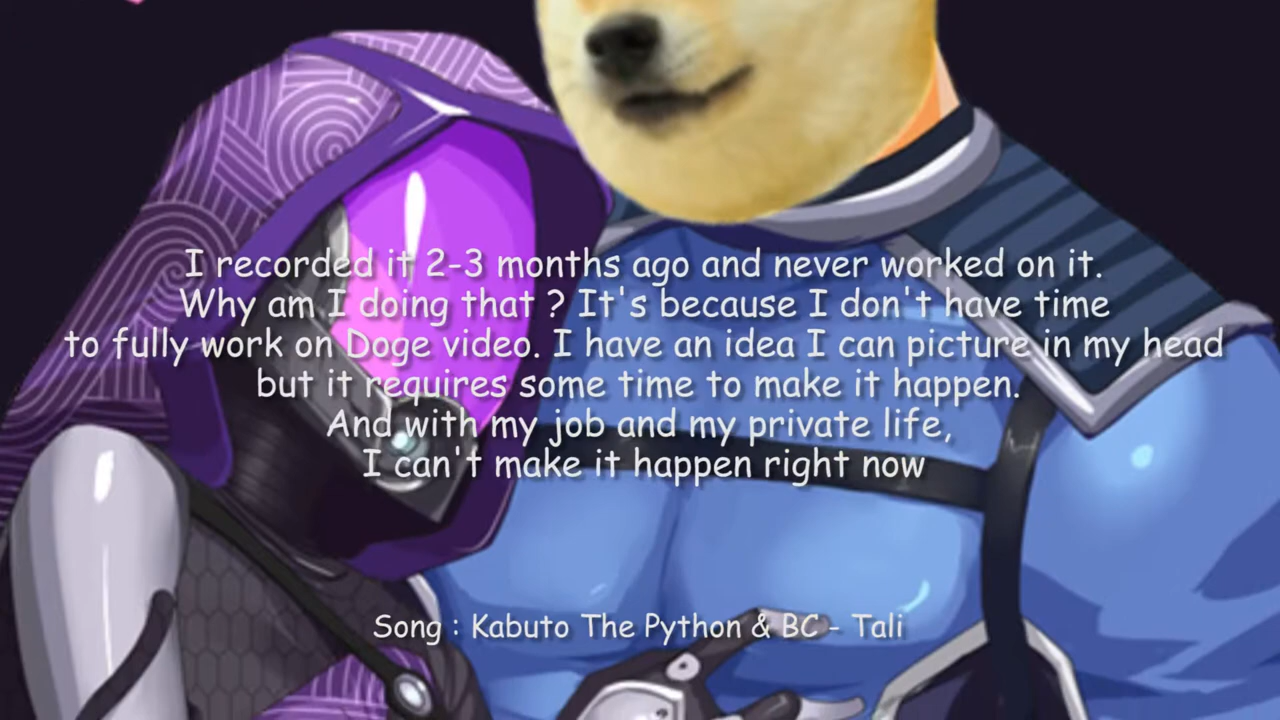 I recorded it 2-3 months ago and never worked on it.
Why am I doing that ? It's because I don't have time
to fully work on Doge video. I have an idea I can picture in my head
but it requires some time to make it happen.
And with my job and my private life,
I can't make it happen right now
Song : Kabuto The Python & BC - Tali